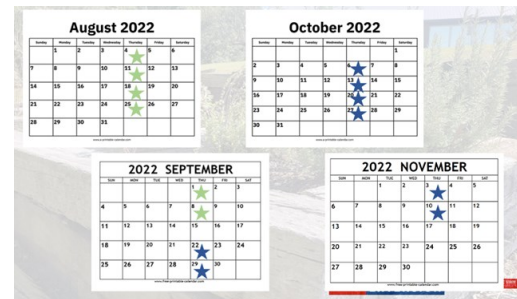 August 2022
Sunday Monday Tuesday Wednesday Thursday Friday Saturday
1 2 3 4 5 6
7 8 9 10 11 12 13
14 15 16 17 18 19 20
21 22 23 24 25 26 27
28 29 30 31
October 2022
Sunday Monday Tuesday Wednesday Thursday Friday Saturday
1
2 3 4 5 6 7 8
9 10 11 12 13 14 15
16 17 18 19 20 21 22
23 24 25 26 27 28 29
30 31
2022 SEPTEMBER
SUN MON TUE WED THU FRI SAT
1 2 3
4 5 6 7 8 9 10
11 12 13 14 15 16 17
18 19 20 21 22 23 24
25 26 27 28 29 30
www.free-printable-calendar.com
2022 NOVEMBER
SUN MON TUE WED THU FRI SAT
1 2 3 4 5
6 7 8 9 10 11 12
13 14 15 16 17 18 19
20 21 22 23 24 25 26
27 28 29 30